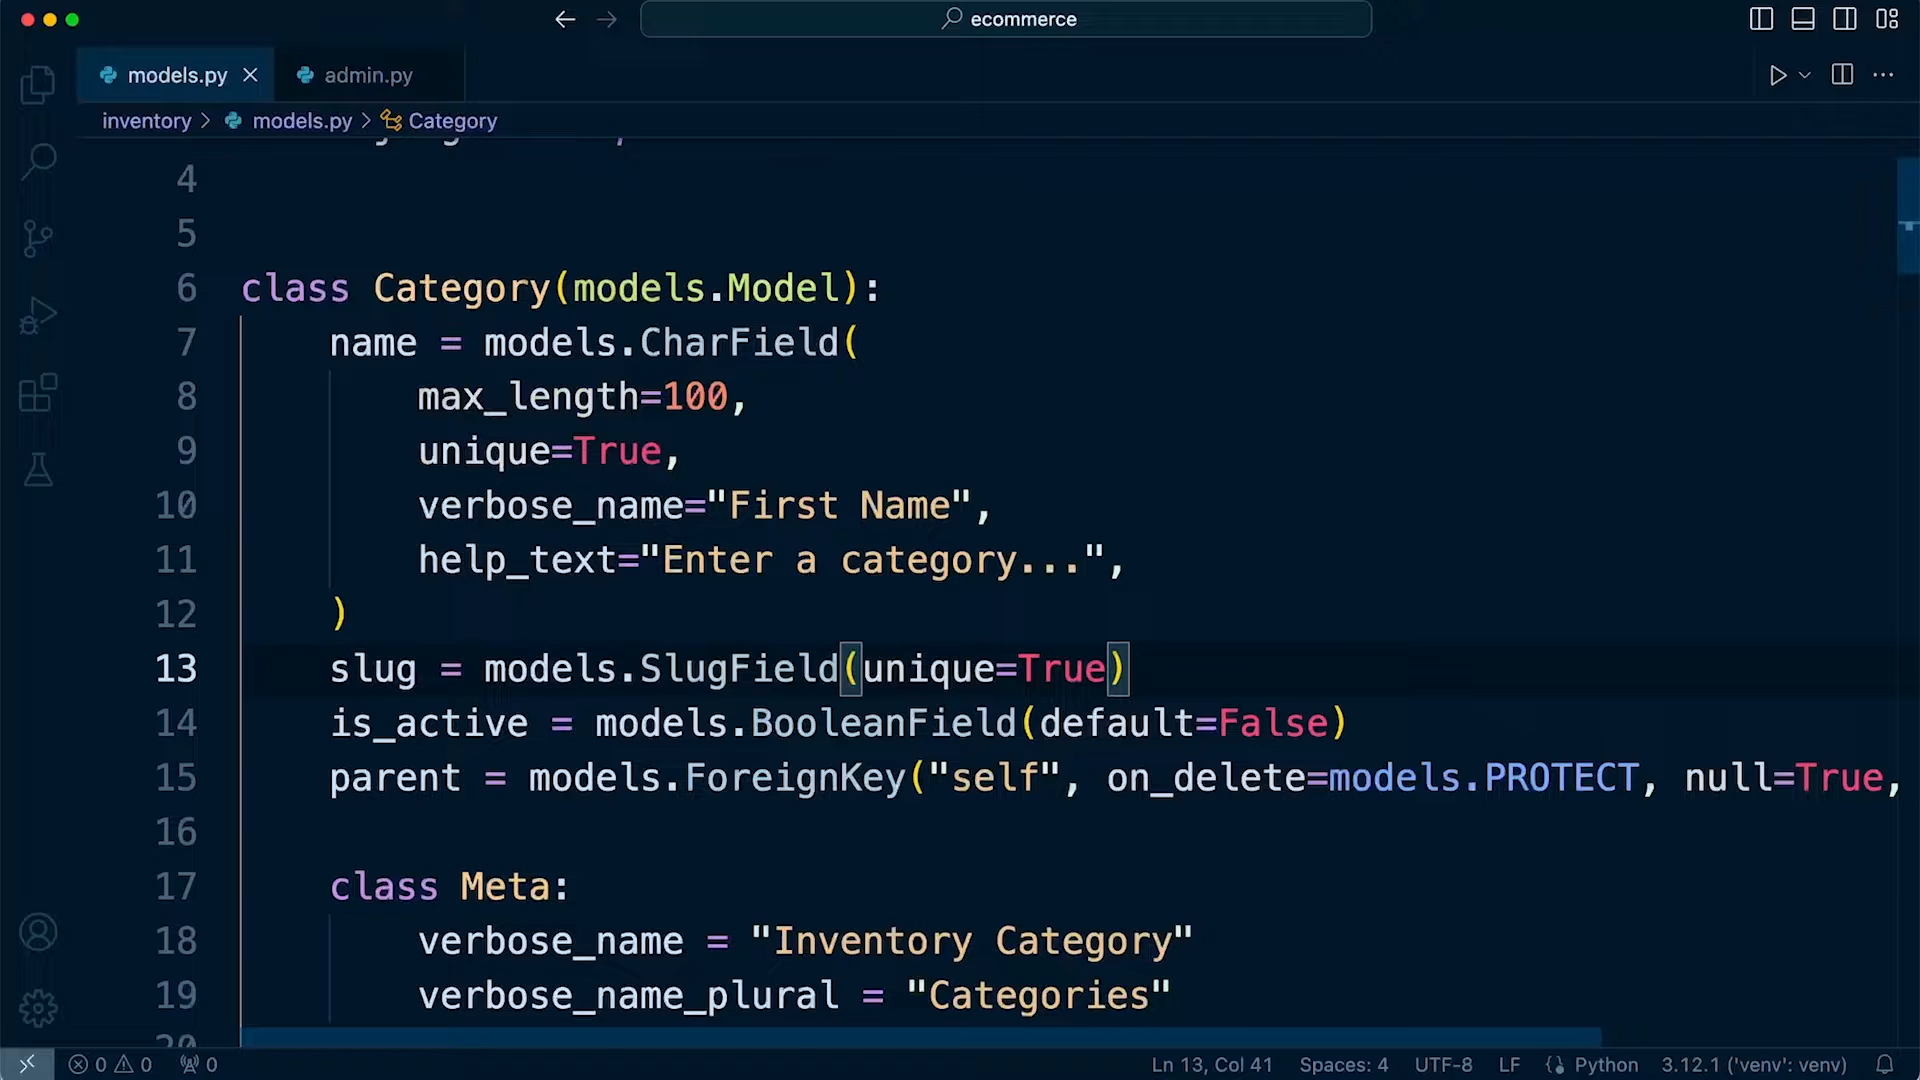 ecommerce
models.py
admin.py
inventory > models.py > Category
4
5
6 class Category(models.Model):
7 name = models.CharField(
8 max_length=100,
9 unique=True,
10 verbose_name="First Name",
11 help_text="Enter a category...",
12 )
13 slug = models.SlugField(unique=True)
14 is_active = models.BooleanField(default=False)
15 parent = models.ForeignKey("self", on_delete=models.PROTECT, null=True,
16
17 class Meta:
18 verbose_name = "Inventory Category"
19 verbose_name_plural = "Categories"
20
0 0 0 Ln 13, Col 41 Spaces: 4 UTF-8 LF Python 3.12.1 ('venv': venv)